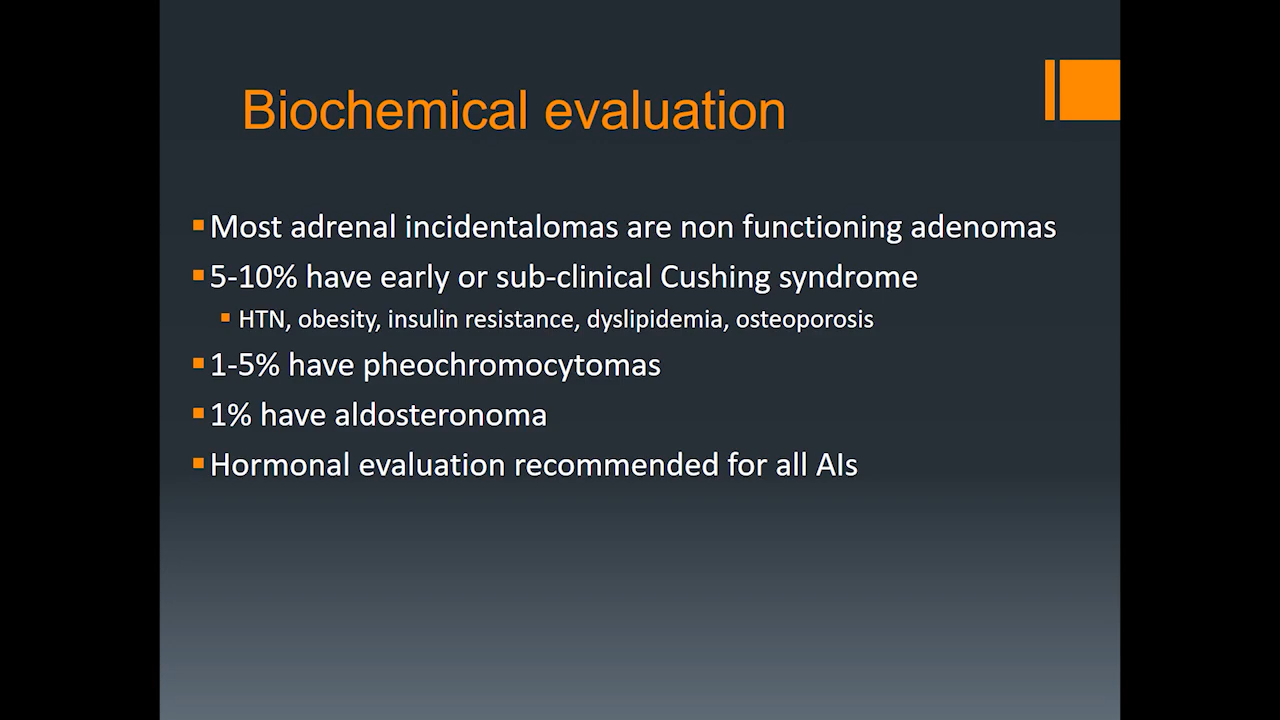 Biochemical evaluation
Most adrenal incidentalomas are non functioning adenomas
5-10% have early or sub-clinical Cushing syndrome
HTN, obesity, insulin resistance, dyslipidemia, osteoporosis
1-5% have pheochromocytomas
1% have aldosteronoma
Hormonal evaluation recommended for all AIs